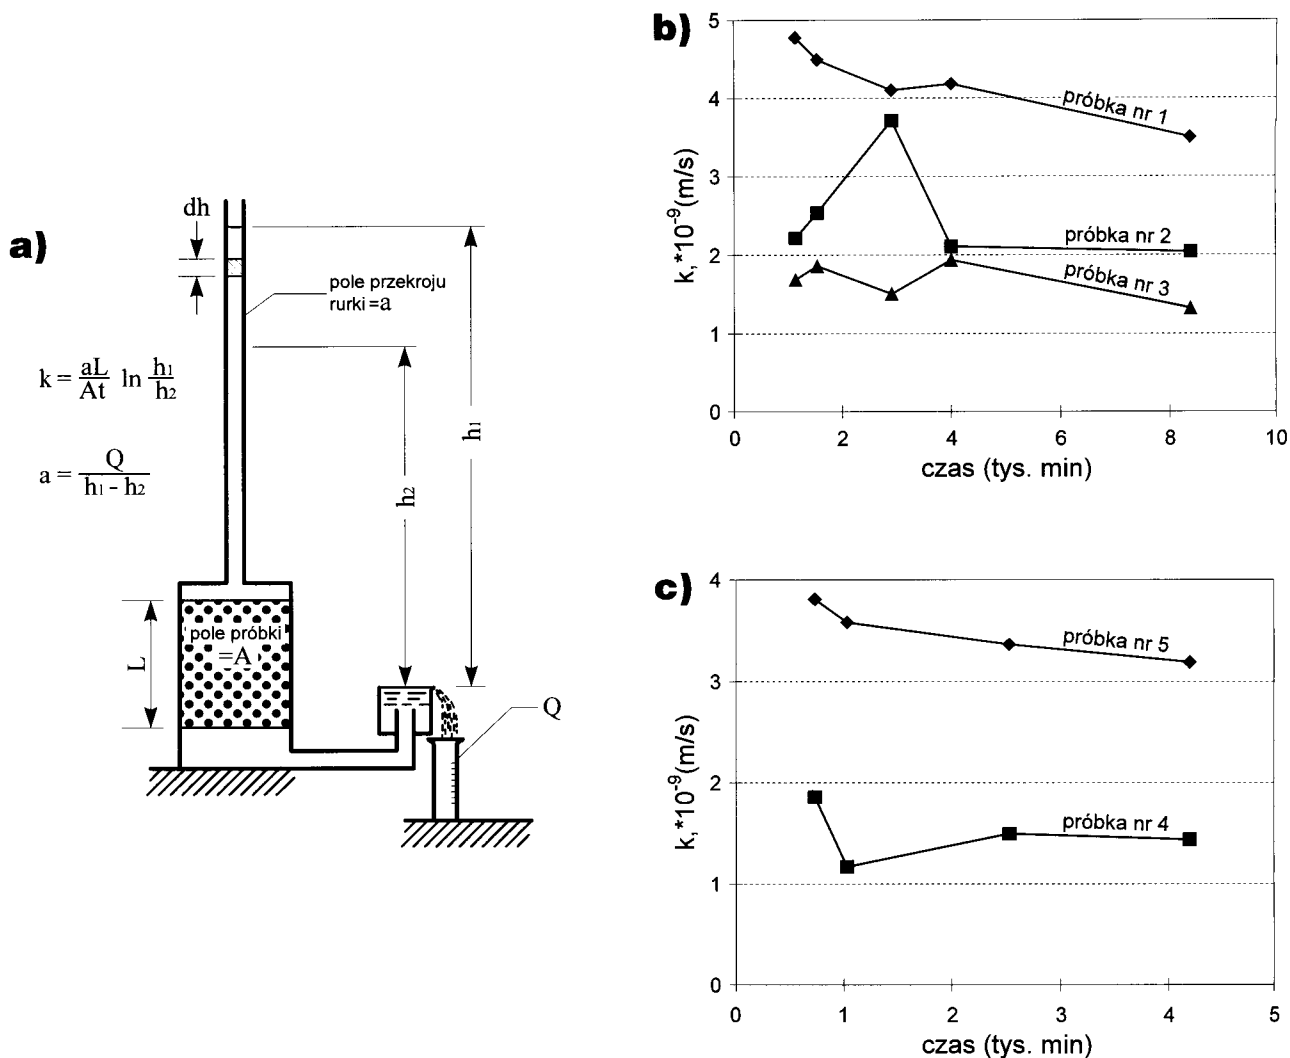 a)
dh
pole przekroju
rurki =a
k = aL/At ln h₁/h₂
a = Q/(h₁ - h₂)
h₁
h₂
pole próbki
=A
L
Q
b)
k,*10⁻⁹(m/s)
5
4
3
2
1
0
próbka nr 1
próbka nr 2
próbka nr 3
0 2 4 6 8 10
czas (tys. min)
c)
k,*10⁻⁹(m/s)
4
3
2
1
0
próbka nr 5
próbka nr 4
0 1 2 3 4 5
czas (tys. min)